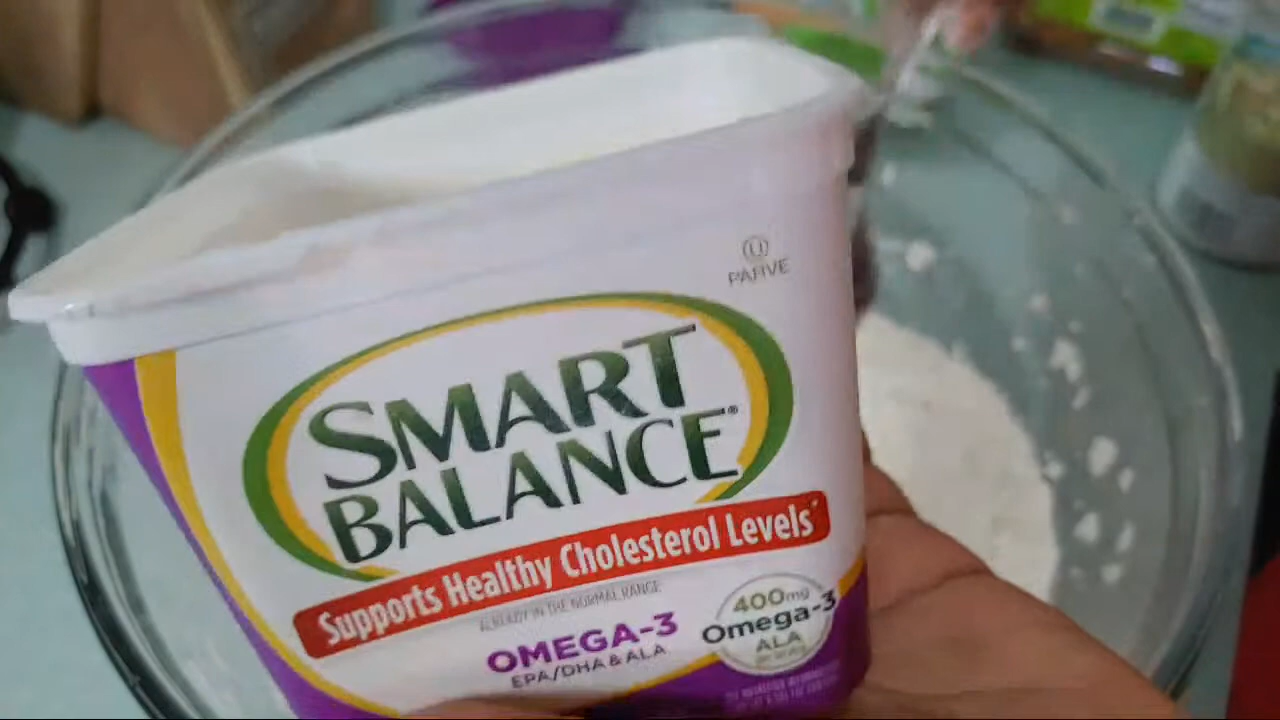 U
PARVE
SMART
BALANCE®
Supports Healthy Cholesterol Levels*
ALREADY IN THE NORMAL RANGE
OMEGA-3
EPA/DHA & ALA
400mg
Omega-3
ALA